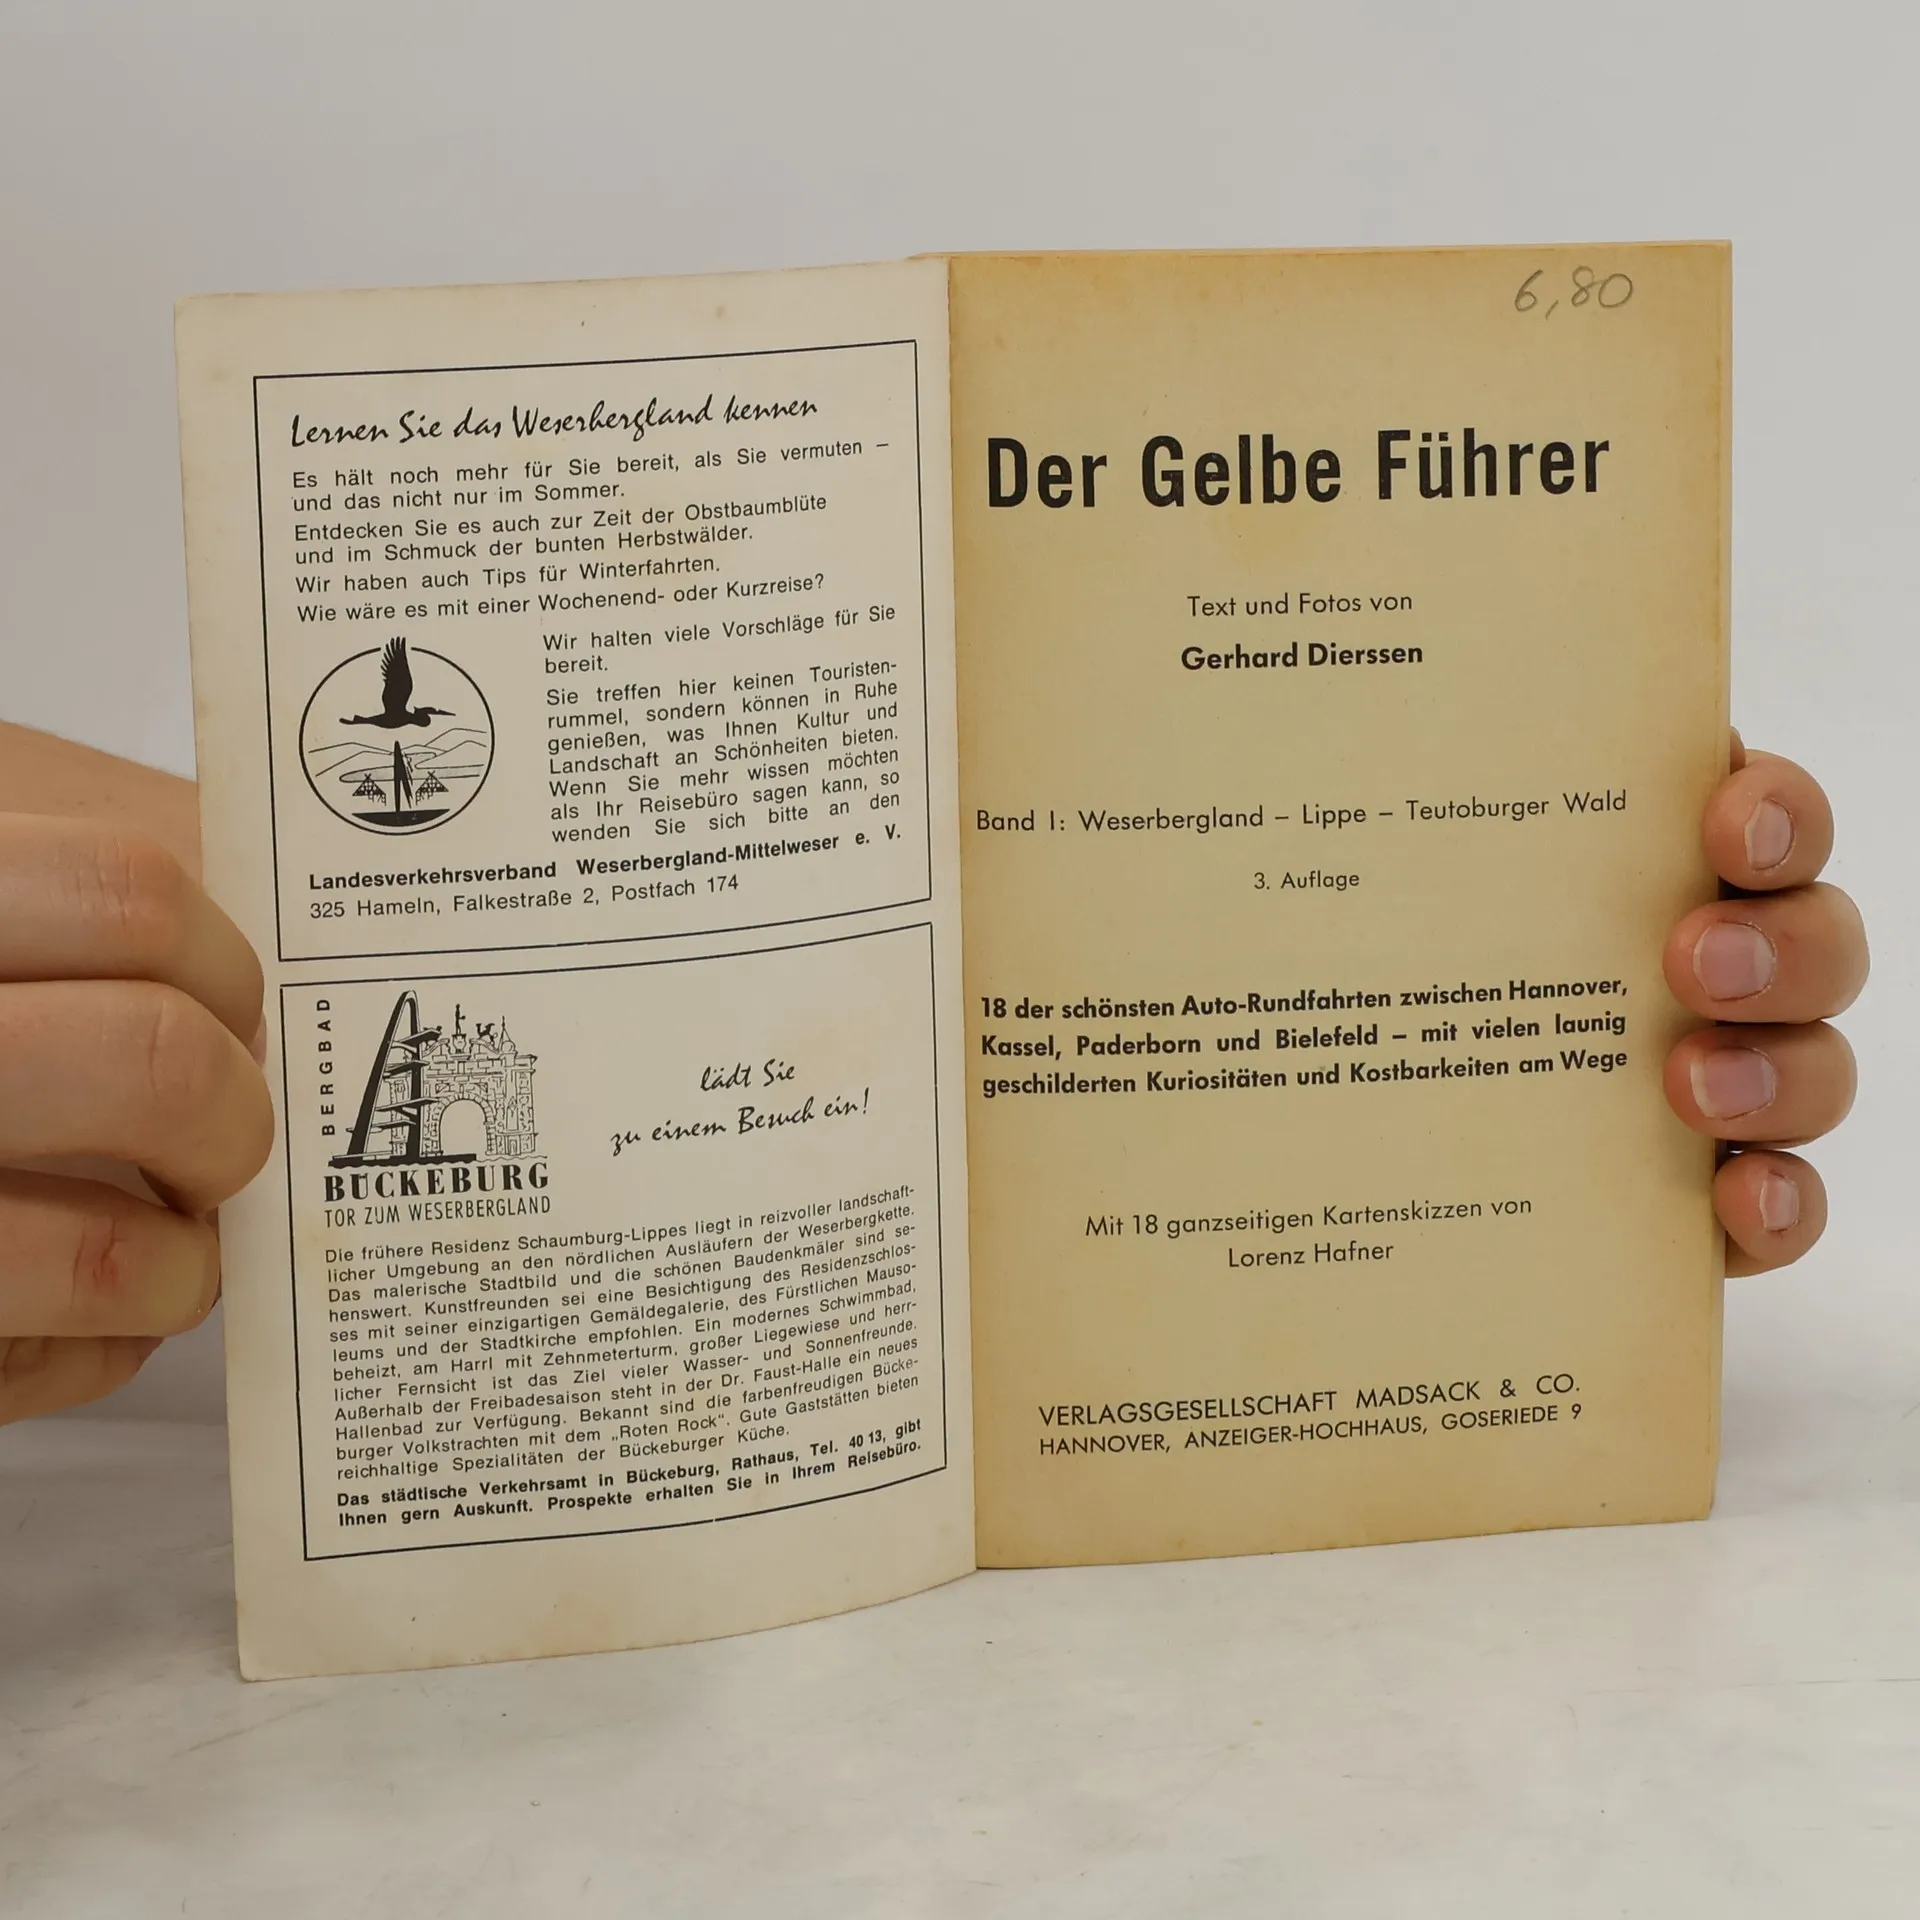 Lernen Sie das Weserbergland kennen
Es hält noch mehr für Sie bereit, als Sie vermuten –
und das nicht nur im Sommer.
Entdecken Sie es auch zur Zeit der Obstbaumblüte
und im Schmuck der bunten Herbstwälder.
Wir haben auch Tips für Winterfahrten.
Wie wäre es mit einer Wochenend- oder Kurzreise?
Wir halten viele Vorschläge für Sie
bereit.
Sie treffen hier keinen Touristen-
rummel, sondern können in Ruhe
genießen, was Ihnen Kultur und
Landschaft an Schönheiten bieten.
Wenn Sie mehr wissen möchten
als Ihr Reisebüro sagen kann, so
wenden Sie sich bitte an den
Landesverkehrsverband Weserbergland-Mittelweser e. V.
325 Hameln, Falkestraße 2, Postfach 174
BERGBAD
BÜCKEBURG
TOR ZUM WESERBERGLAND
lädt Sie
zu einem Besuch ein!
Die frühere Residenz Schaumburg-Lippes liegt in reizvoller landschaft-
licher Umgebung an den nördlichen Ausläufern der Weserbergkette.
Das malerische Stadtbild und die schönen Baudenkmäler sind se-
henswert. Kunstfreunden sei eine Besichtigung des Residenzschlos-
ses mit seiner einzigartigen Gemäldegalerie, des Fürstlichen Mauso-
leums und der Stadtkirche empfohlen. Ein modernes Schwimmbad,
beheizt, am Harrl mit Zehnmeterturm, großer Liegewiese und herr-
licher Fernsicht ist das Ziel vieler Wasser- und Sonnenfreunde.
Außerhalb der Freibadesaison steht in der Dr. Faust-Halle ein neues
Hallenbad zur Verfügung. Bekannt sind die farbenfreudigen Bücke-
burger Volkstrachten mit dem „Roten Rock“. Gute Gaststätten bieten
reichhaltige Spezialitäten der Bückeburger Küche.
Das städtische Verkehrsamt in Bückeburg, Rathaus, Tel. 40 13, gibt
Ihnen gern Auskunft. Prospekte erhalten Sie in Ihrem Reisebüro.
6,80
Der Gelbe Führer
Text und Fotos von
Gerhard Dierssen
Band I: Weserbergland – Lippe – Teutoburger Wald
3. Auflage
18 der schönsten Auto-Rundfahrten zwischen Hannover,
Kassel, Paderborn und Bielefeld – mit vielen launig
geschilderten Kuriositäten und Kostbarkeiten am Wege
Mit 18 ganzseitigen Kartenskizzen von
Lorenz Hafner
VERLAGSGESELLSCHAFT MADSACK & CO.
HANNOVER, ANZEIGER-HOCHHAUS, GOSERIEDE 9